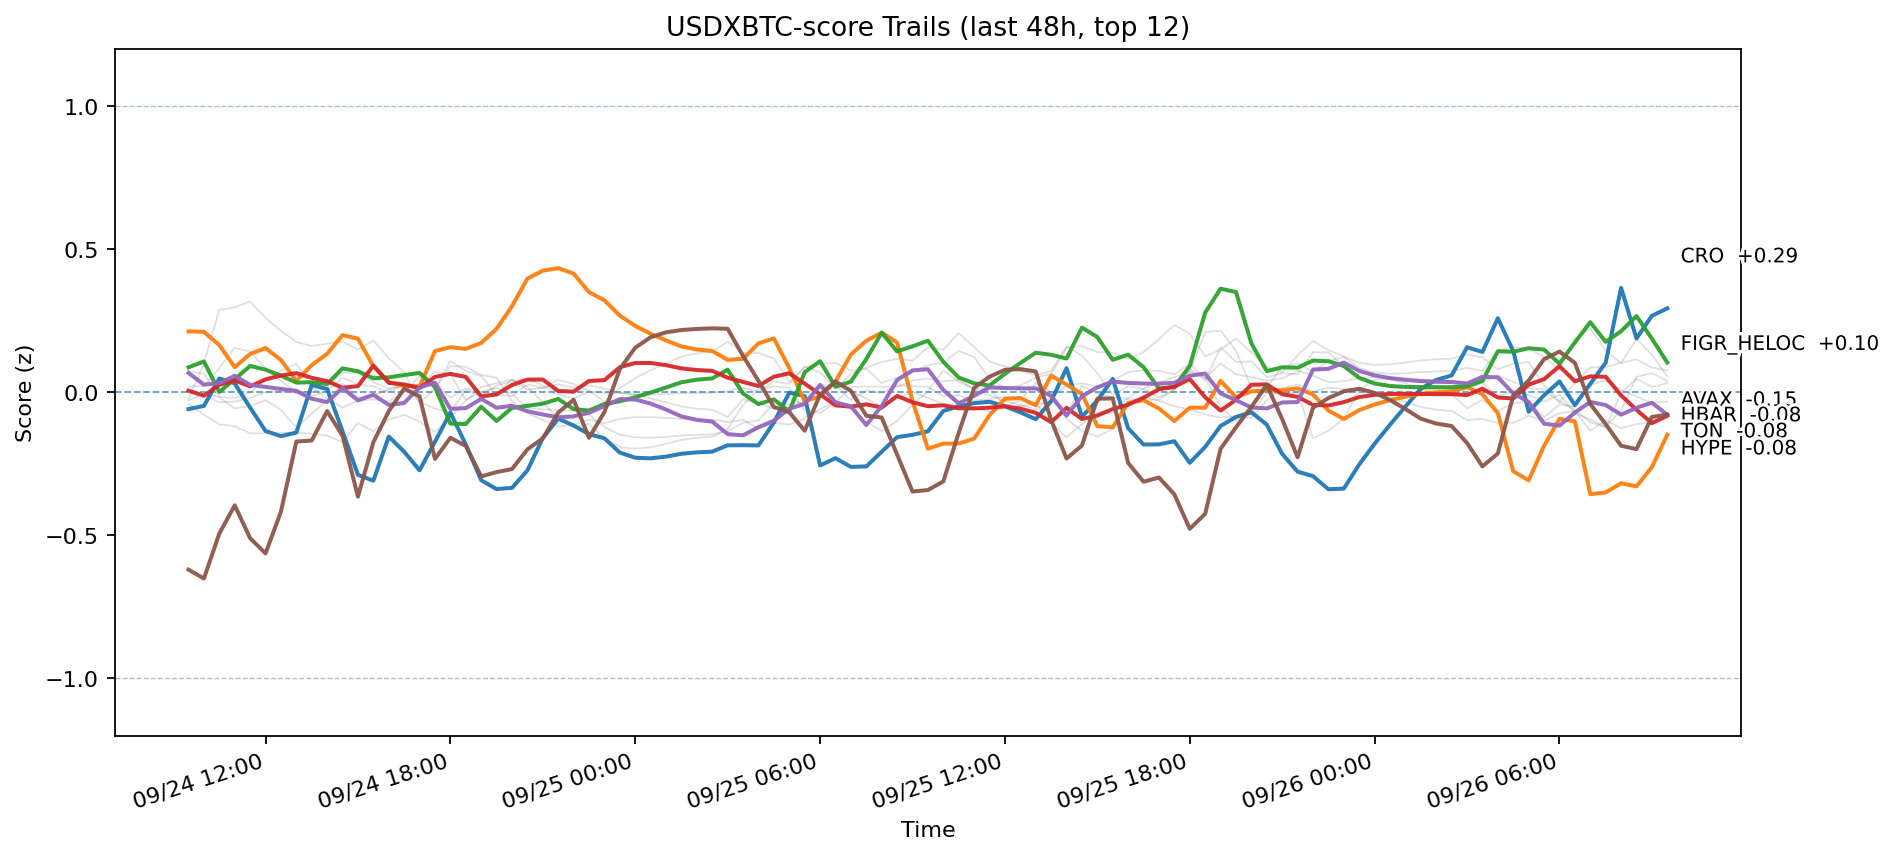 USDXBTC-score Trails (last 48h, top 12)
Score (z)
1.0
0.5
0.0
−0.5
−1.0
CRO +0.29
FIGR_HELOC +0.10
AVAX -0.15
HBAR -0.08
TON -0.08
HYPE -0.08
09/24 12:00
09/24 18:00
09/25 00:00
09/25 06:00
09/25 12:00
09/25 18:00
09/26 00:00
09/26 06:00
Time